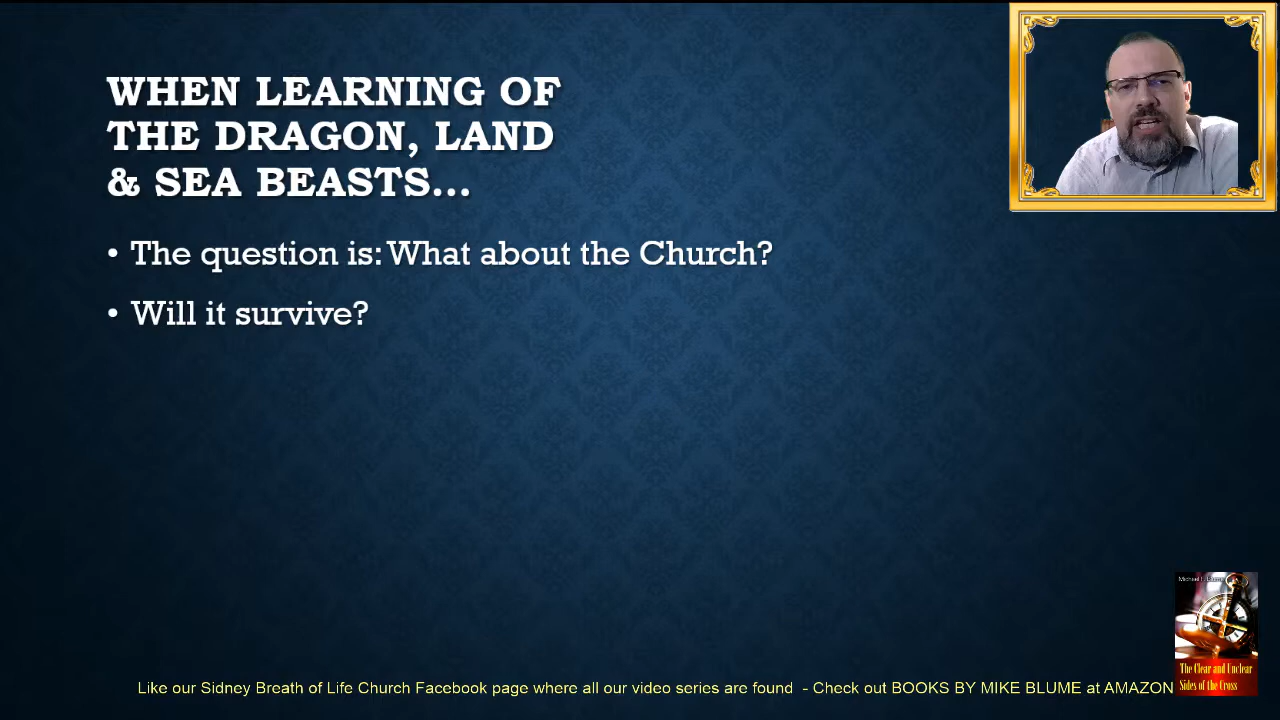 WHEN LEARNING OF
THE DRAGON, LAND
& SEA BEASTS...
• The question is: What about the Church?
• Will it survive?
The Clear and Unclear
Sides of the Cross
Like our Sidney Breath of Life Church Facebook page where all our video series are found - Check out BOOKS BY MIKE BLUME at AMAZON